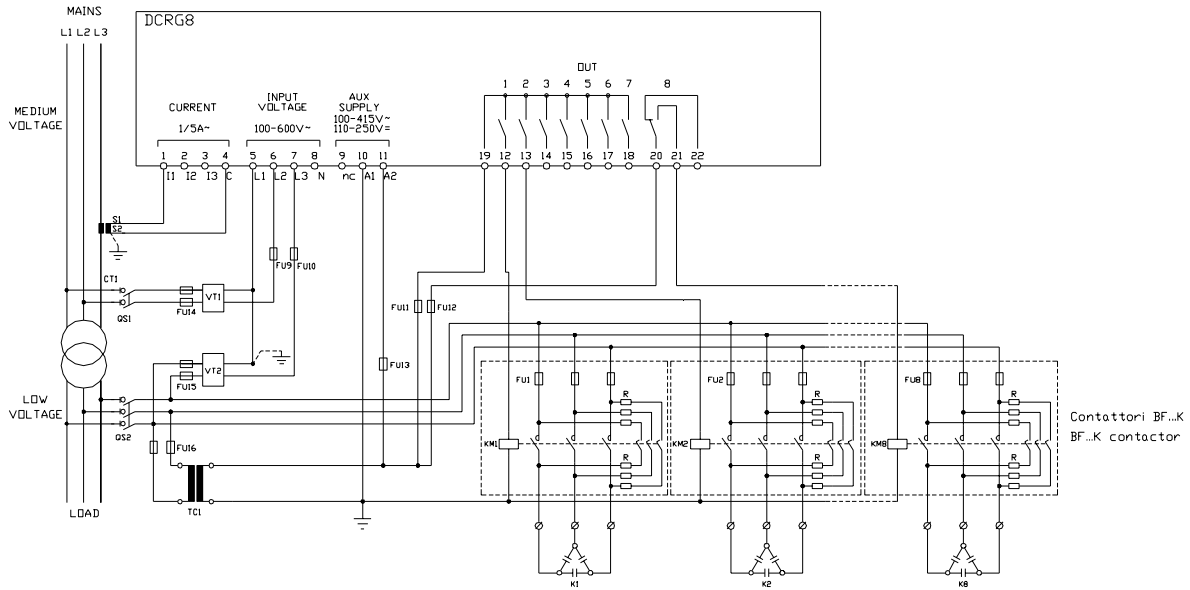 MAINS
L1 L2 L3
DCRG8
MEDIUM
VOLTAGE
CURRENT
1/5A~
INPUT
VOLTAGE
100-600V~
AUX
SUPPLY
100-415V~
110-250V=
OUT
1 2 3 4 5 6 7 8
1 2 3 4 5 6 7 8 9 10 11 19 12 13 14 15 16 17 18 20 21 22
I1 I2 I3 C L1 L2 L3 N nc A1 A2
S1
S2
FU9 FU10
CT1
VT1
FU11 FU12
FU14
QS1
VT2
FU13
FU15
FU1 FU2 FU8
LOW
VOLTAGE
R R R
Contattori BF...K
BF...K contactor
QS2
KM1 KM2 KM8
FU16
R R R
TC1
LOAD
K1 K2 K8